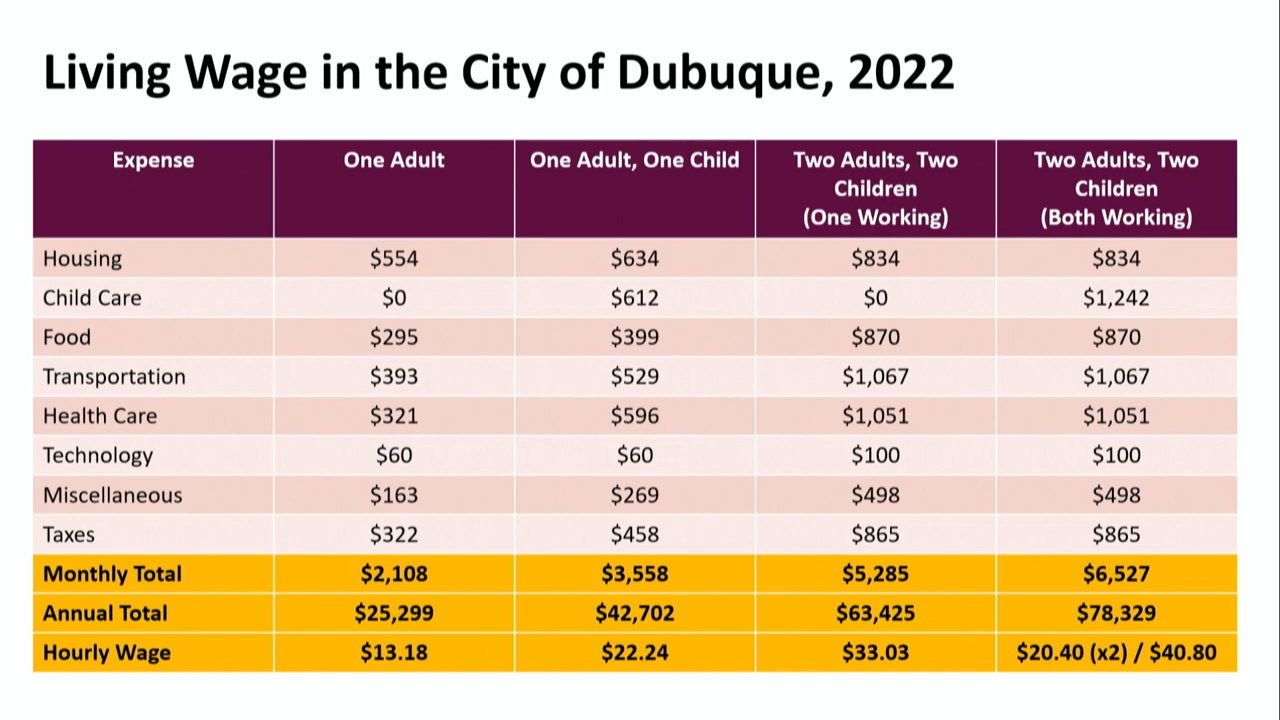 Living Wage in the City of Dubuque, 2022
Expense One Adult One Adult, One Child Two Adults, Two Children (One Working) Two Adults, Two Children (Both Working)
Housing $554 $634 $834 $834
Child Care $0 $612 $0 $1,242
Food $295 $399 $870 $870
Transportation $393 $529 $1,067 $1,067
Health Care $321 $596 $1,051 $1,051
Technology $60 $60 $100 $100
Miscellaneous $163 $269 $498 $498
Taxes $322 $458 $865 $865
Monthly Total $2,108 $3,558 $5,285 $6,527
Annual Total $25,299 $42,702 $63,425 $78,329
Hourly Wage $13.18 $22.24 $33.03 $20.40 (x2) / $40.80